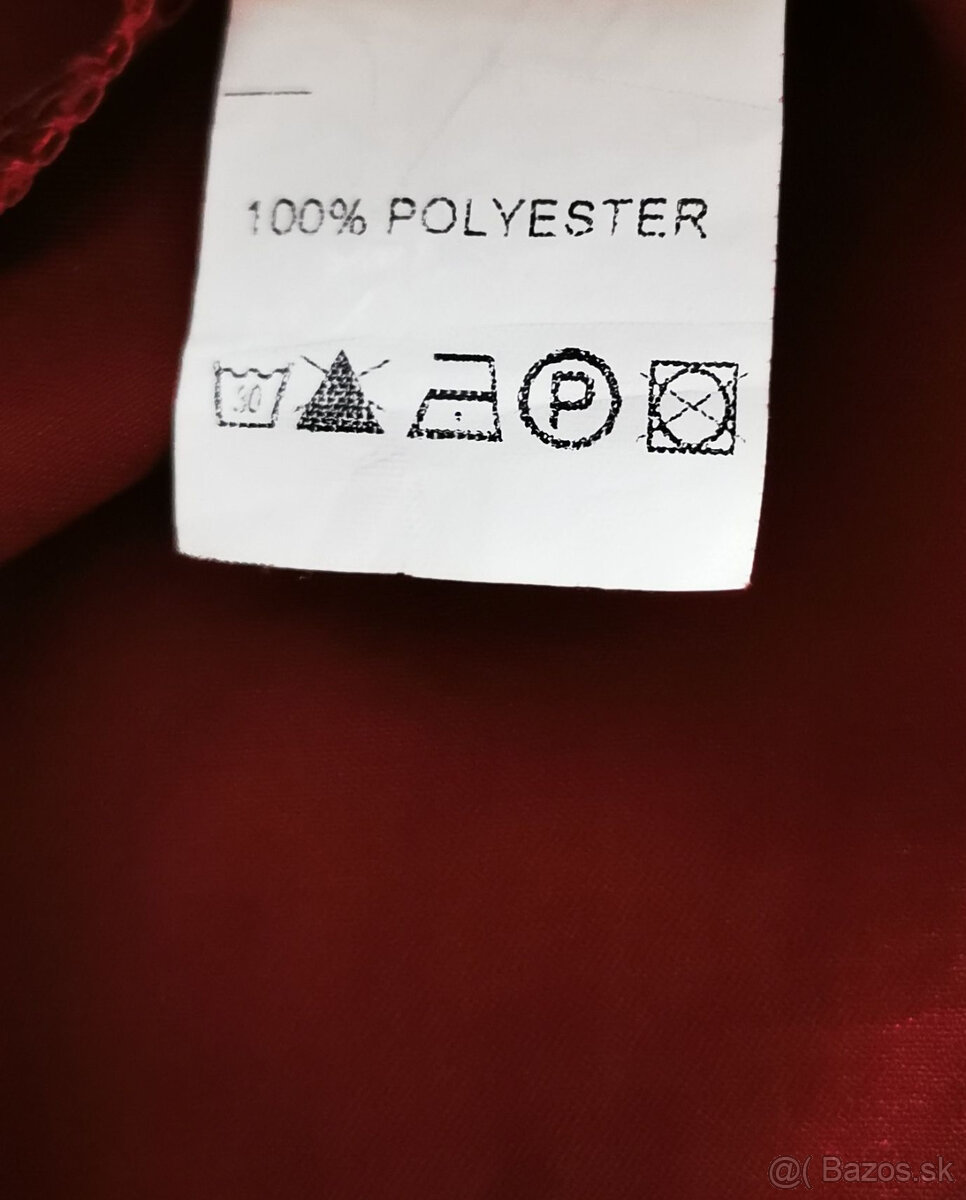 100% POLYESTER
30 P
@( Bazos.sk